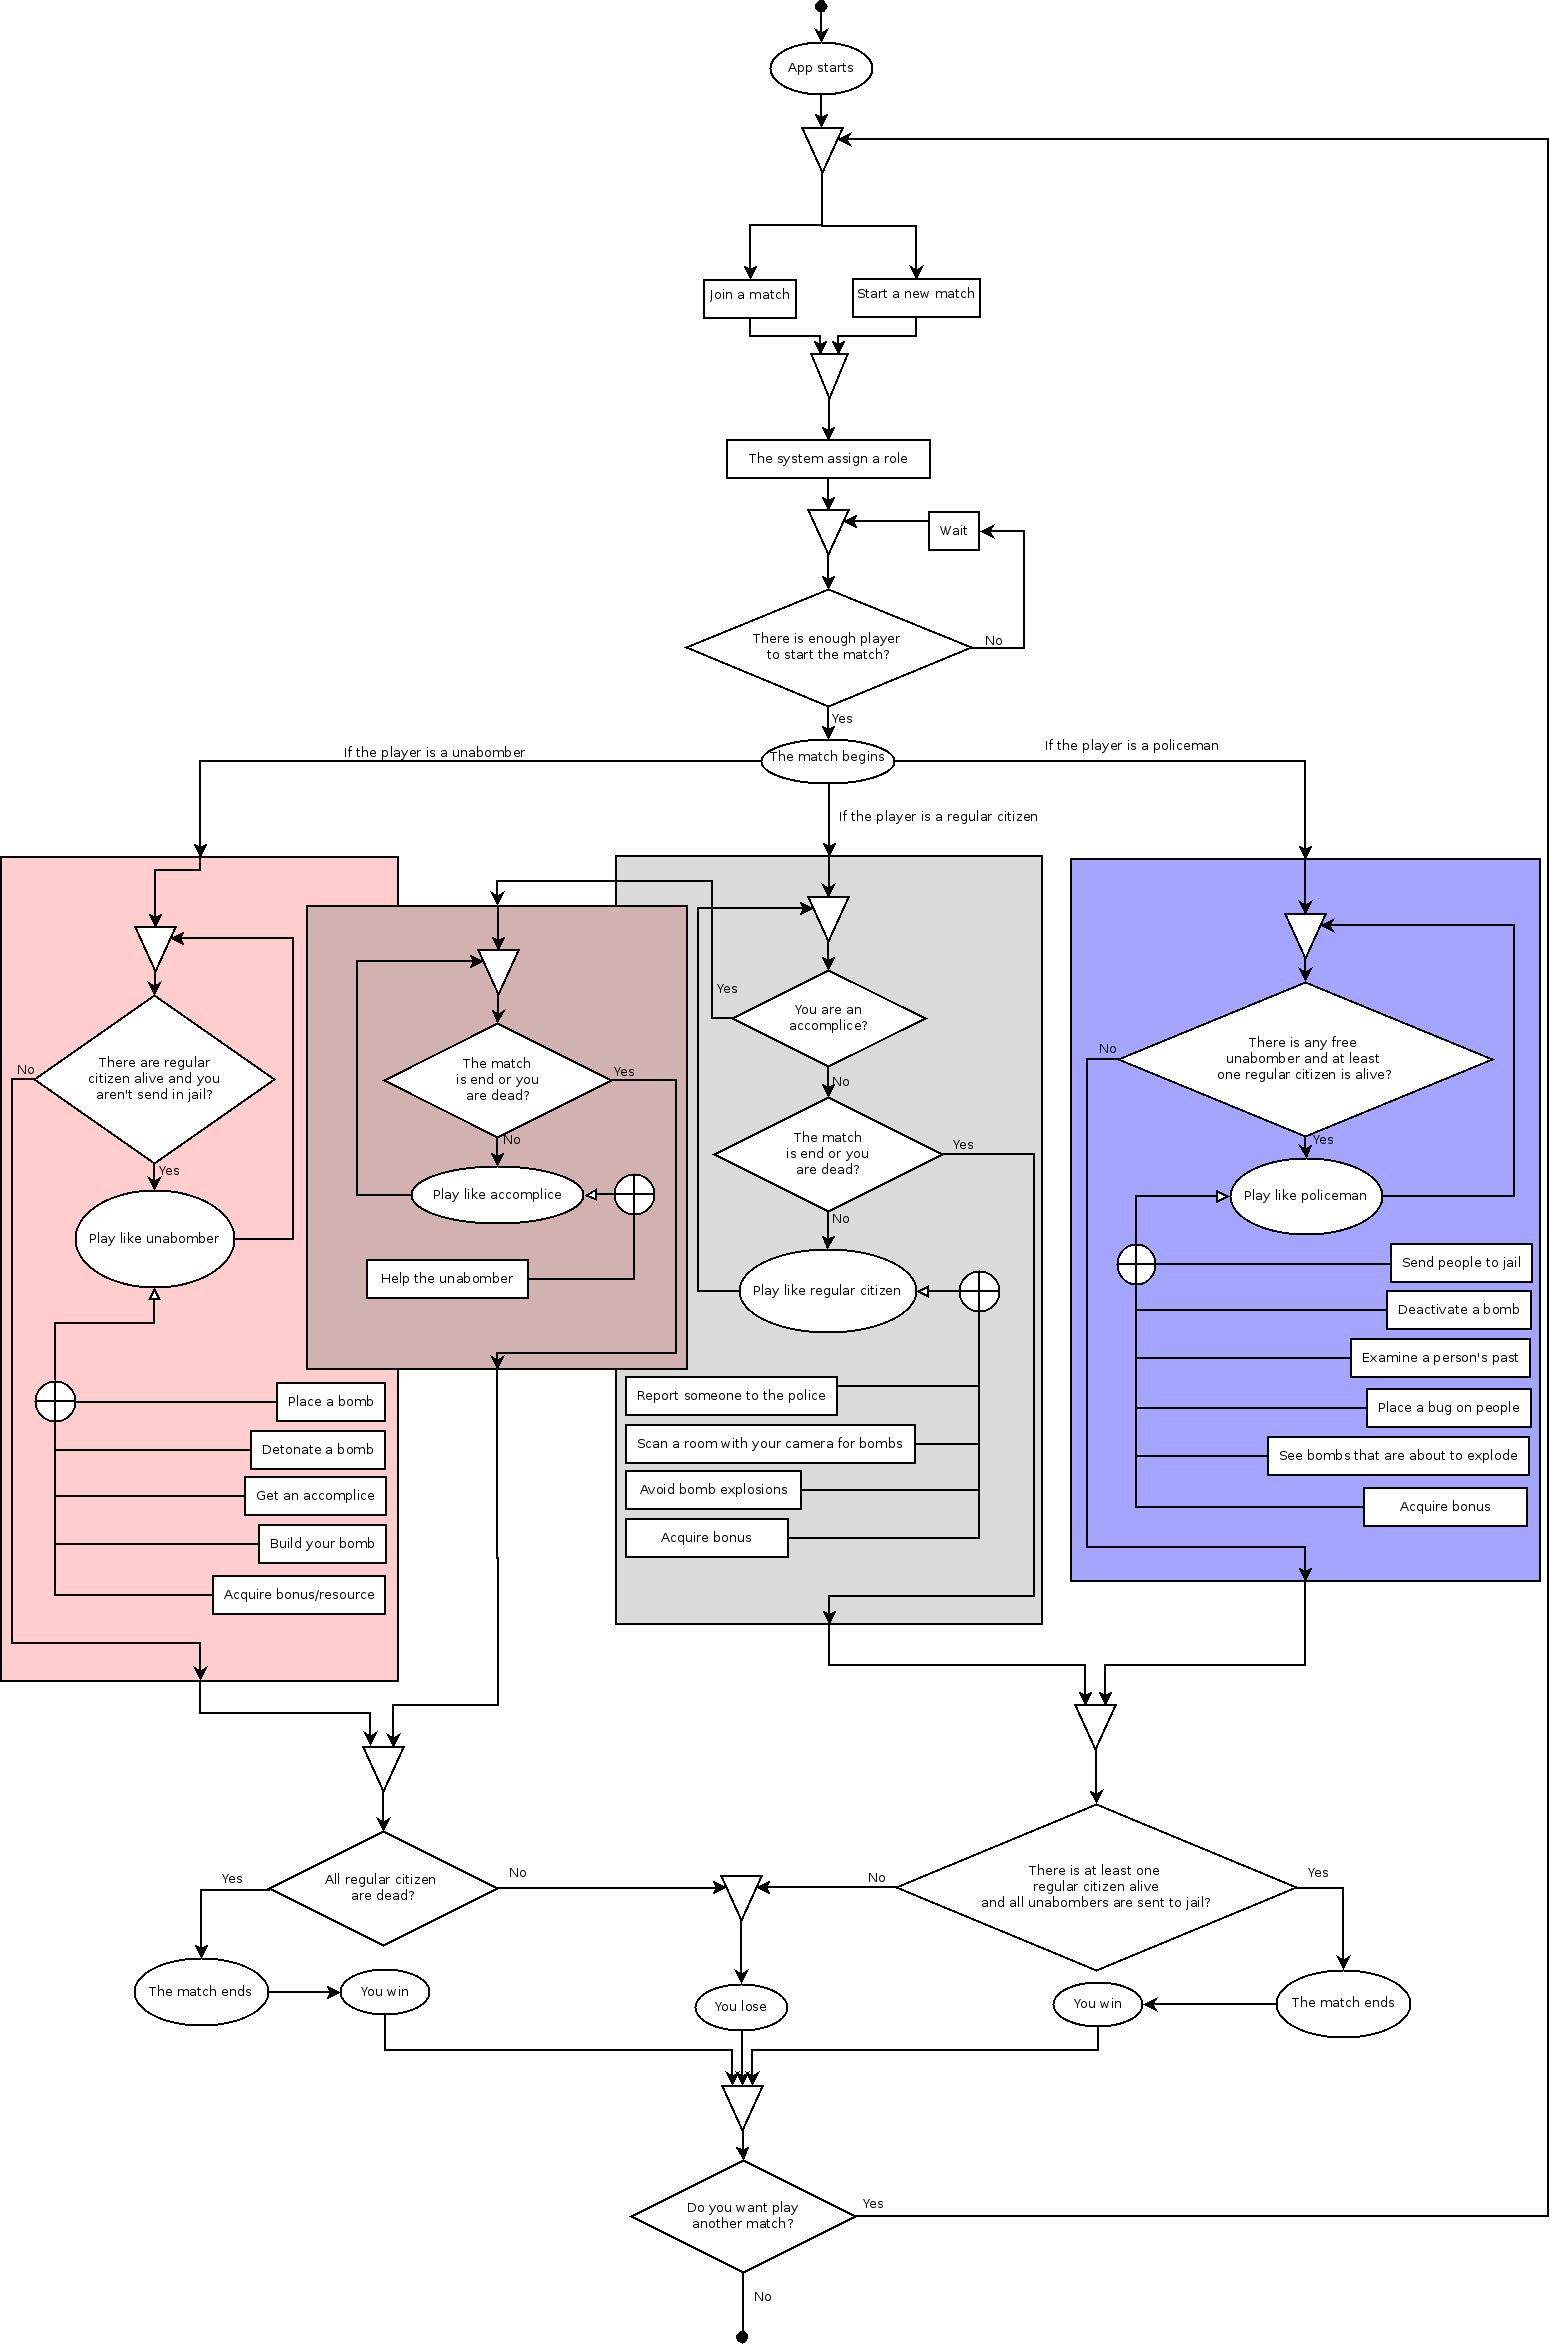 App starts
Join a match
Start a new match
The system assign a role
Wait
There is enough player
to start the match?
No
Yes
The match begins
If the player is a unabomber
If the player is a policeman
If the player is a regular citizen
There are regular
citizen alive and you
aren't send in jail?
No
Yes
Play like unabomber
Place a bomb
Detonate a bomb
Get an accomplice
Build your bomb
Acquire bonus/resource
The match
is end or you
are dead?
Yes
No
Play like accomplice
Help the unabomber
You are an
accomplice?
Yes
No
The match
is end or you
are dead?
Yes
No
Play like regular citizen
Report someone to the police
Scan a room with your camera for bombs
Avoid bomb explosions
Acquire bonus
There is any free
unabomber and at least
one regular citizen is alive?
No
Yes
Play like policeman
Send people to jail
Deactivate a bomb
Examine a person's past
Place a bug on people
See bombs that are about to explode
Acquire bonus
All regular citizen
are dead?
Yes
No
There is at least one
regular citizen alive
and all unabombers are sent to jail?
No
Yes
The match ends
You win
You lose
You win
The match ends
Do you want play
another match?
Yes
No